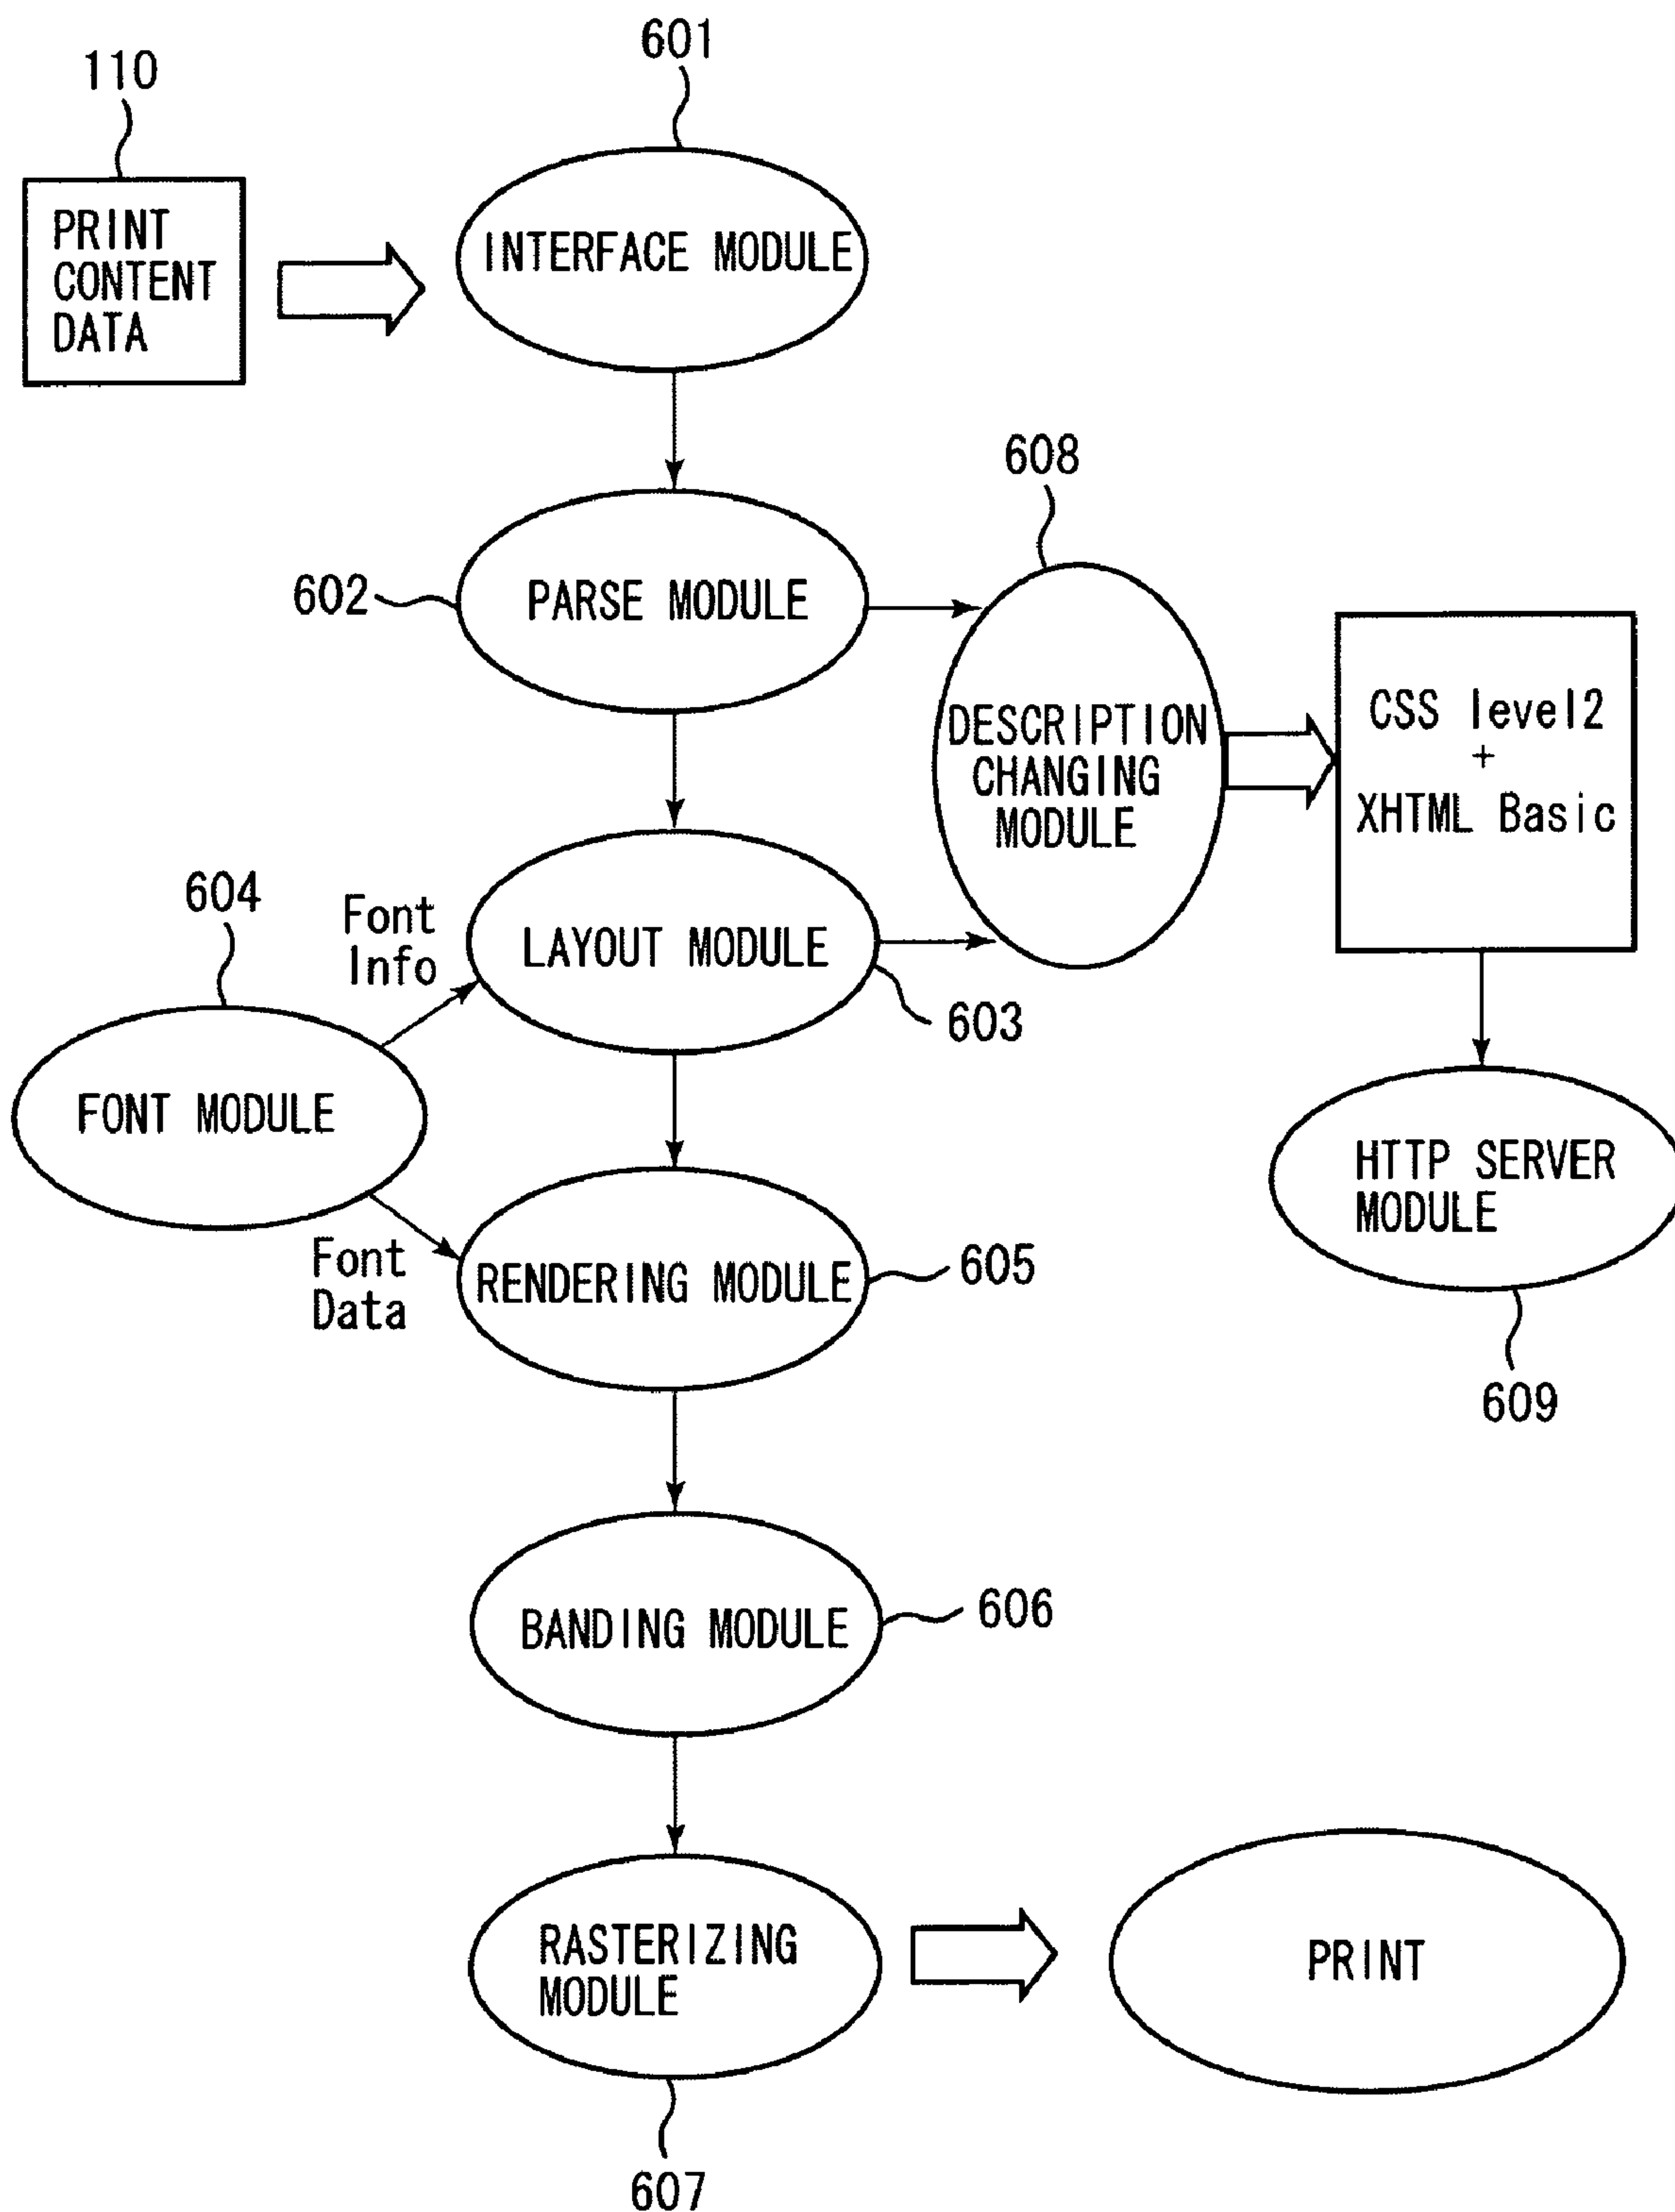 601
110
PRINT
CONTENT
DATA
INTERFACE MODULE
608
602
PARSE MODULE
DESCRIPTION
CHANGING
MODULE
CSS level2
+
XHTML Basic
604
Font
Info
LAYOUT MODULE
603
FONT MODULE
HTTP SERVER
MODULE
Font
Data
RENDERING MODULE
605
609
BANDING MODULE
606
RASTERIZING
MODULE
PRINT
607